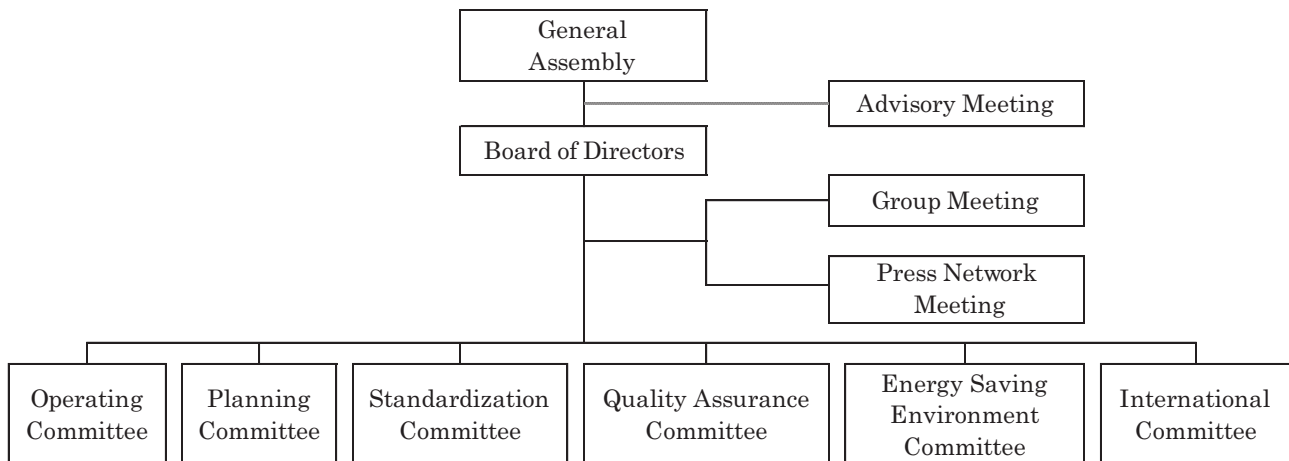 General
Assembly
Advisory Meeting
Board of Directors
Group Meeting
Press Network
Meeting
Operating
Committee
Planning
Committee
Standardization
Committee
Quality Assurance
Committee
Energy Saving
Environment
Committee
International
Committee